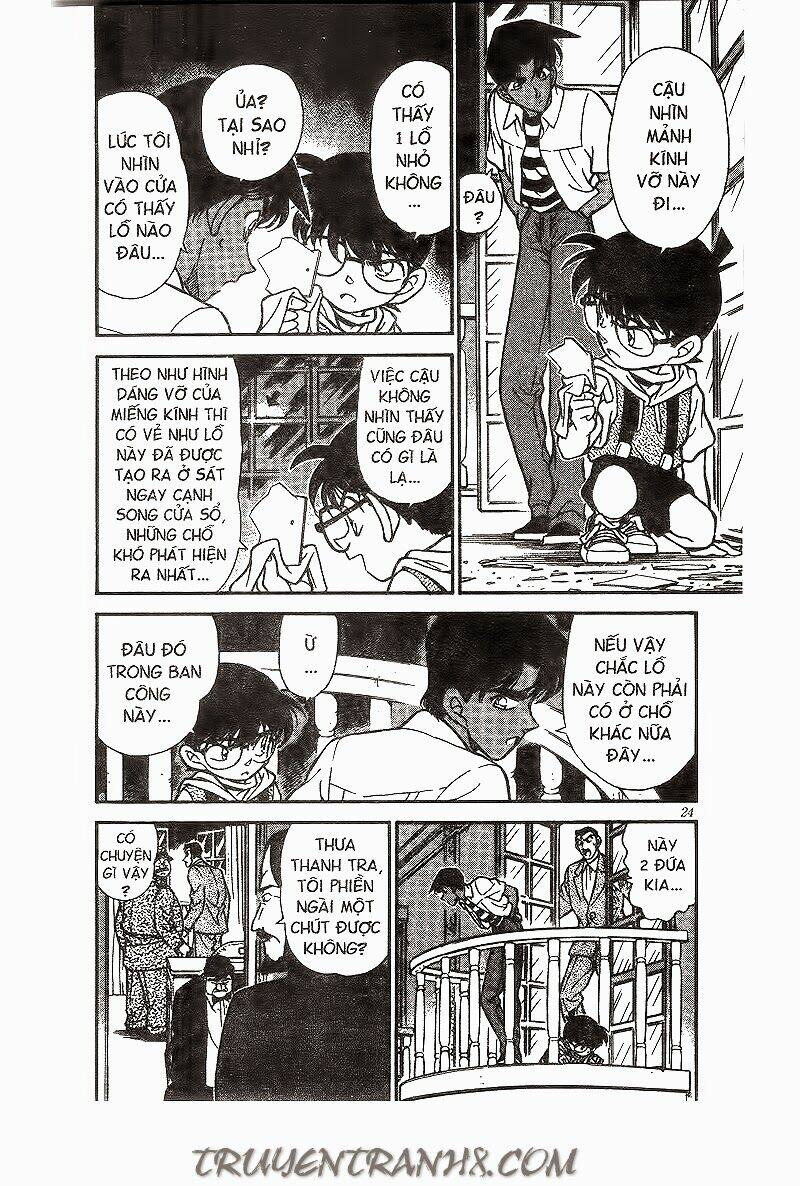 CẬU
NHÌN
MẢNH
KÍNH
VỠ NÀY
ĐI...
ĐÂU
?
CÓ
THẤY
1 LỖ
NHỎ
KHÔNG
...
ỦA?
TẠI SAO
NHỈ?
LÚC TÔI
NHÌN
VÀO CỬA
CÓ THẤY
LỖ NÀO
ĐÂU...
VIỆC CẬU
KHÔNG
NHÌN THẤY
CŨNG ĐÂU
CÓ GÌ LÀ
LẠ...
THEO NHƯ HÌNH
DÁNG VỠ CỦA
MIẾNG KÍNH THÌ
CÓ VẺ NHƯ LỖ
NÀY ĐÃ ĐƯỢC
TẠO RA Ở SÁT
NGAY CẠNH
SONG CỬA SỔ,
NHỮNG CHỖ
KHÓ PHÁT HIỆN
RA NHẤT...
NẾU VẬY
CHẮC LỖ
NÀY CÒN PHẢI
CÓ Ở CHỖ
KHÁC NỮA
ĐÂY...
Ừ
...
ĐÂU ĐÓ
TRONG BAN
CÔNG
NÀY...
24
NÀY
2 ĐỨA
KIA...
THƯA
THANH TRA,
TÔI PHIỀN
NGÀI MỘT
CHÚT ĐƯỢC
KHÔNG?
CÓ
CHUYỆN
GÌ VẬY
?
TRUYENTRANH8.COM